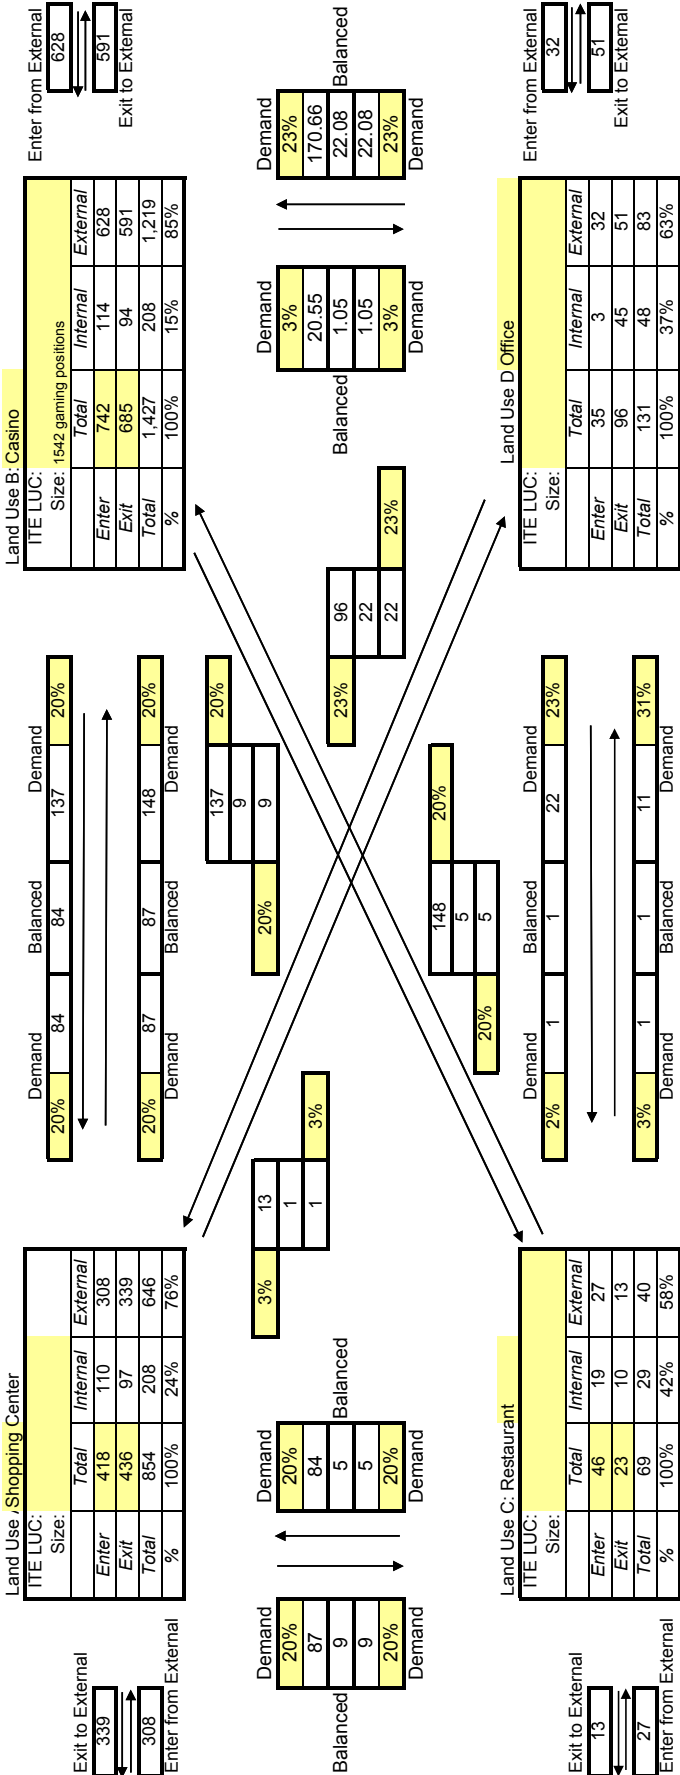 Land Use A Shopping Center
ITE LUC:
Size:
Total Internal External
Enter 418 110 308
Exit 436 97 339
Total 854 208 646
% 100% 24% 76%
Exit to External
339
308
Enter from External
Demand Balanced Demand
20% 84 84 137 20%
20% 87 87 148 20%
Demand Balanced Demand
Land Use B: Casino
ITE LUC:
Size: 1542 gaming positions
Total Internal External
Enter 742 114 628
Exit 685 94 591
Total 1,427 208 1,219
% 100% 15% 85%
Enter from External
628
591
Exit to External
Demand
20%
87
Balanced 9
9
20%
Demand
Demand
20%
84
5 Balanced
5
20%
Demand
3% 13
1
1 3%
137 20%
9
20% 9
23% 96
22
22 23%
148 20%
5
20% 5
Demand
3%
20.55
Balanced 1.05
1.05
3%
Demand
Demand
23%
170.66
22.08 Balanced
22.08
23%
Demand
Land Use C: Restaurant
ITE LUC:
Size:
Total Internal External
Enter 46 19 27
Exit 23 10 13
Total 69 29 40
% 100% 42% 58%
Exit to External
13
27
Enter from External
Demand Balanced Demand
2% 1 1 22 23%
3% 1 1 11 31%
Demand Balanced Demand
Land Use D Office
ITE LUC:
Size:
Total Internal External
Enter 35 3 32
Exit 96 45 51
Total 131 48 83
% 100% 37% 63%
Enter from External
32
51
Exit to External